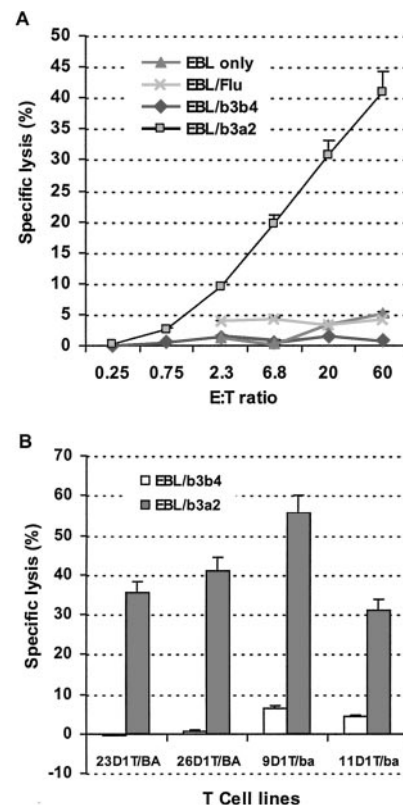 A
50
45
40
35
30
25
20
15
10
5
0
Specific lysis (%)
EBL only
EBL/Flu
EBL/b3b4
EBL/b3a2
0.25 0.75 2.3 6.8 20 60
E:T ratio
B
70
60
50
40
30
20
10
0
-10
Specific lysis (%)
EBL/b3b4
EBL/b3a2
23D1T/BA 26D1T/BA 9D1T/ba 11D1T/ba
T Cell lines